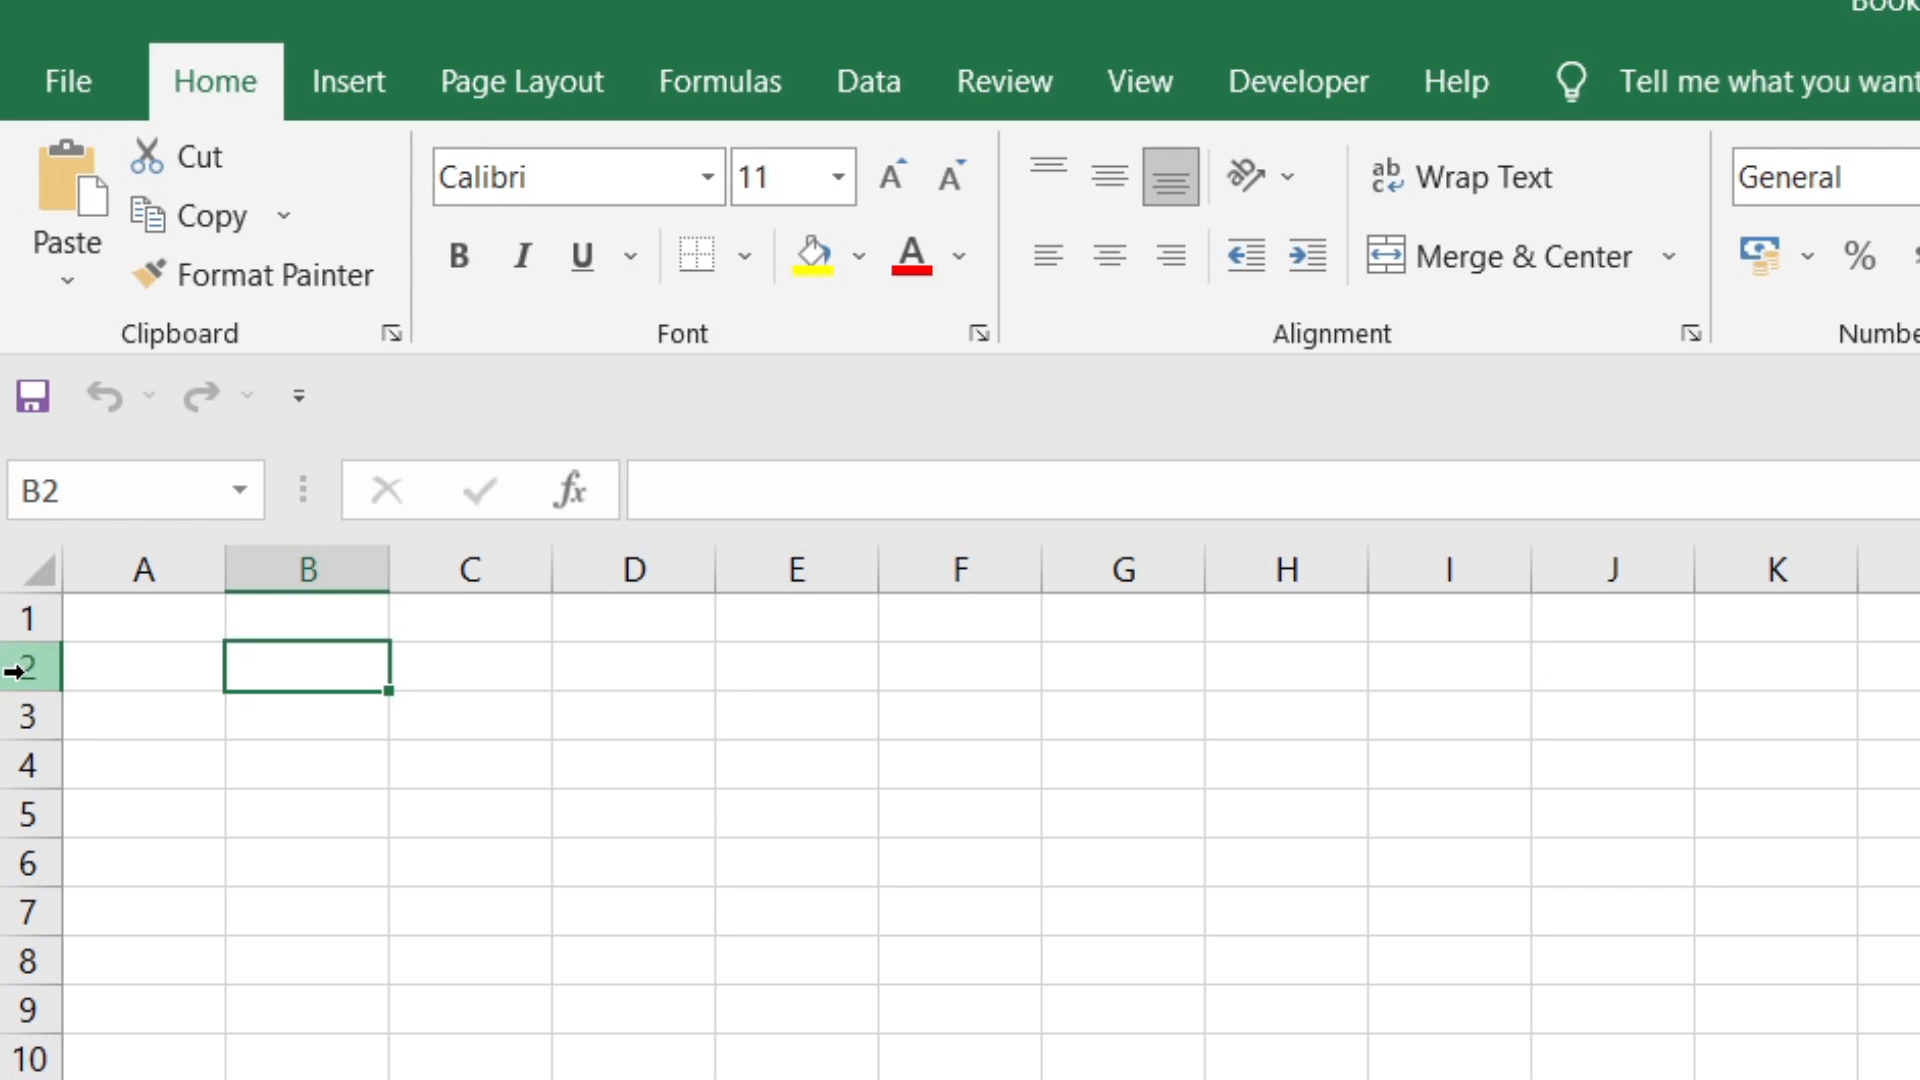 File Home Insert Page Layout Formulas Data Review View Developer Help Tell me what you want
Cut
Copy
Format Painter
Paste
Clipboard
Calibri 11
B I U
Font
Wrap Text
Merge & Center
Alignment
General
%
B2
fx
A B C D E F G H I J K
1
2
3
4
5
6
7
8
9
10